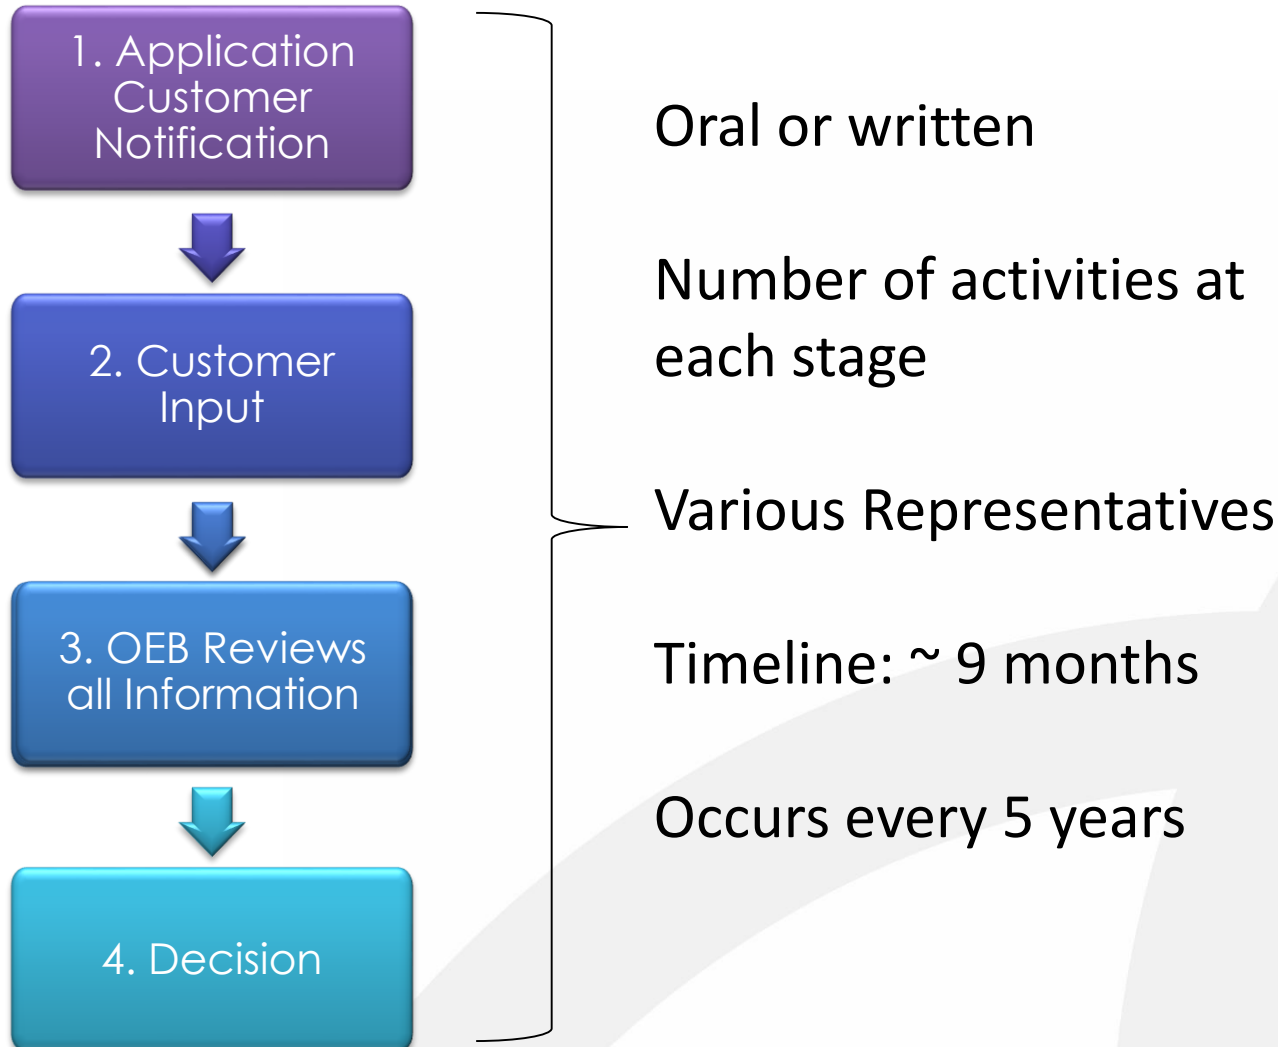 1. Application
Customer
Notification
2. Customer
Input
3. OEB Reviews
all Information
4. Decision
Oral or written
Number of activities at
each stage
Various Representatives
Timeline: ~ 9 months
Occurs every 5 years